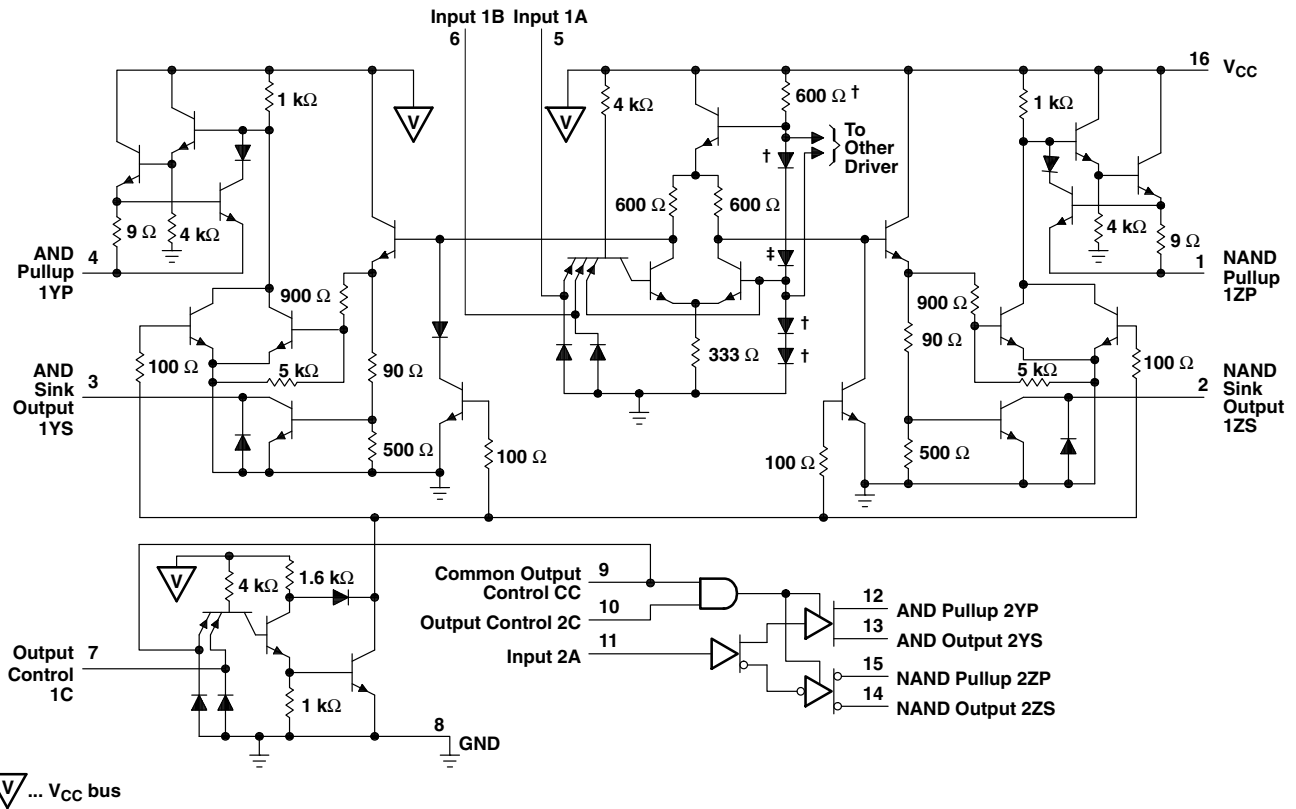 Input 1B Input 1A
6 5
16 VCC
1 kΩ
V
V
4 kΩ
600 Ω †
1 kΩ
To
Other
Driver
†
600 Ω
600 Ω
9 Ω
4 kΩ
4 kΩ
9 Ω
AND
Pullup
1YP
4
‡
1
NAND
Pullup
1ZP
900 Ω
900 Ω
†
†
100 Ω
5 kΩ
90 Ω
333 Ω
90 Ω
5 kΩ
100 Ω
AND
Sink
Output
1YS
3
2
NAND
Sink
Output
1ZS
500 Ω
100 Ω
100 Ω
500 Ω
V
4 kΩ
1.6 kΩ
Common Output
Control CC
9
Output Control 2C
10
Input 2A
11
12
AND Pullup 2YP
13
AND Output 2YS
15
NAND Pullup 2ZP
14
NAND Output 2ZS
Output
Control
1C
7
1 kΩ
8
GND
V ... VCC bus